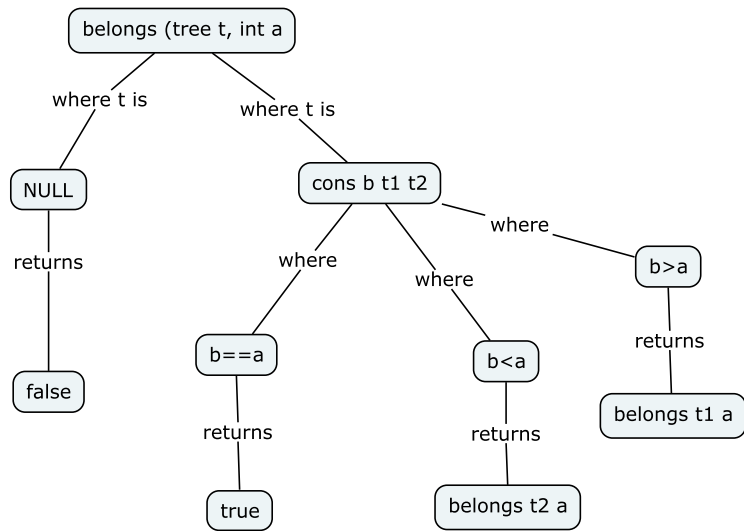 belongs (tree t, int a
where t is
where t is
NULL
cons b t1 t2
where
where
where
returns
b>a
b==a
b<a
returns
false
belongs t1 a
returns
returns
true
belongs t2 a